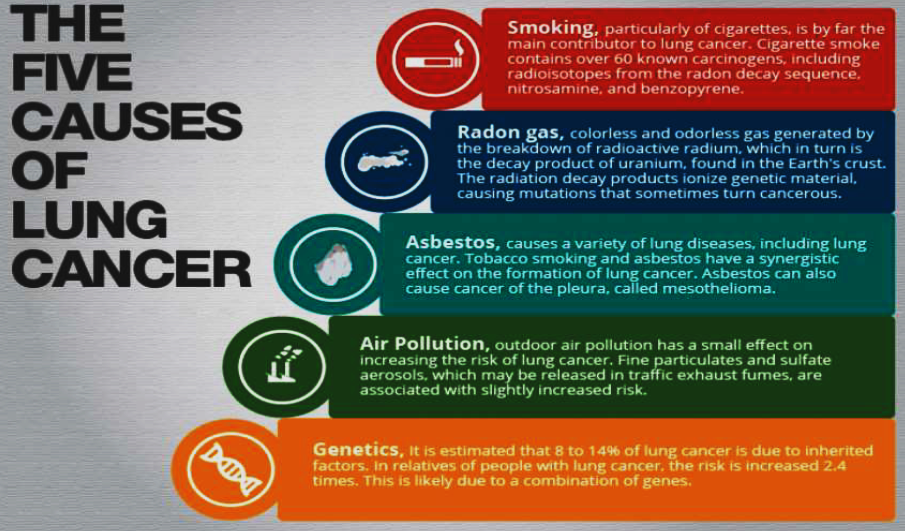 THE
FIVE
CAUSES
OF
LUNG
CANCER
Smoking, particularly of cigarettes, is by far the
main contributor to lung cancer. Cigarette smoke
contains over 60 known carcinogens, including
radioisotopes from the radon decay sequence,
nitrosamine, and benzopyrene.
Radon gas, colorless and odorless gas generated by
the breakdown of radioactive radium, which in turn is
the decay product of uranium, found in the Earth's crust.
The radiation decay products ionize genetic material,
causing mutations that sometimes turn cancerous.
Asbestos, causes a variety of lung diseases, including lung
cancer. Tobacco smoking and asbestos have a synergistic
effect on the formation of lung cancer. Asbestos can also
cause cancer of the pleura, called mesothelioma.
Air Pollution, outdoor air pollution has a small effect on
increasing the risk of lung cancer. Fine particulates and sulfate
aerosols, which may be released in traffic exhaust fumes, are
associated with slightly increased risk.
Genetics, It is estimated that 8 to 14% of lung cancer is due to inherited
factors. In relatives of people with lung cancer, the risk is increased 2.4
times. This is likely due to a combination of genes.